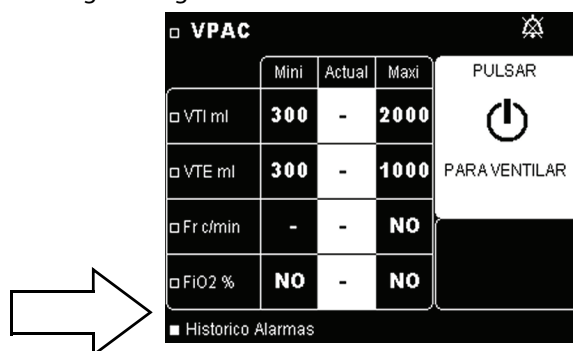 VPAC
Mini Actual Maxi
PULSAR
VTI ml 300 - 2000
VTE ml 300 - 1000
PARA VENTILAR
Fr c/min - - NO
FiO2 % NO - NO
Historico Alarmas